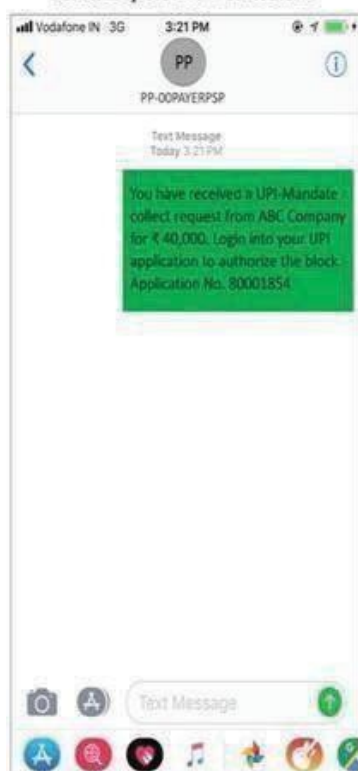 Vodafone IN 3G 3:21 PM
PP
PP-OOPAYERPSP
Text Message
Today 3:21 PM
You have received a UPI-Mandate
collect request from ABC Company
for ₹ 40,000. Login into your UPI
application to authorize the block.
Application No. 80001854
Text Message